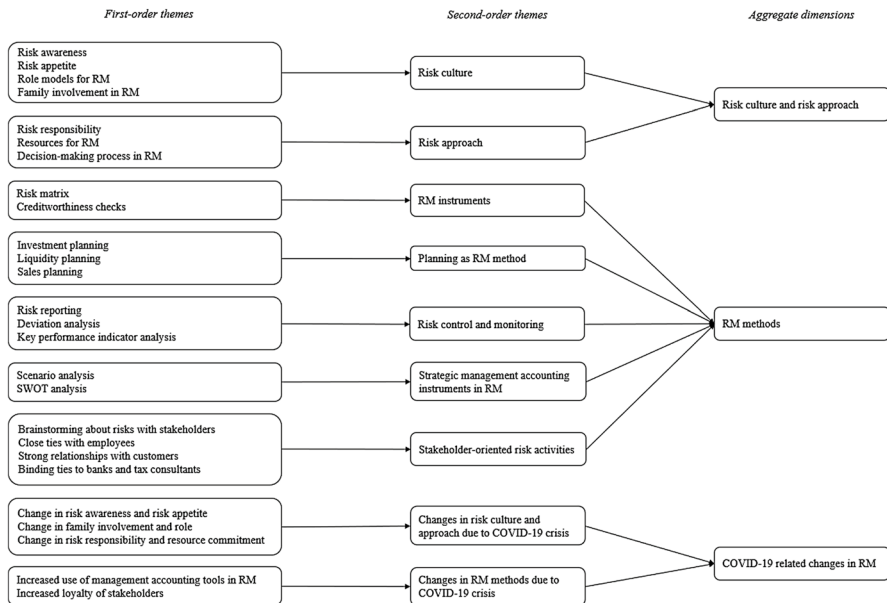 First-order themes
Second-order themes
Aggregate dimensions
Risk awareness
Risk appetite
Role models for RM
Family involvement in RM
Risk culture
Risk culture and risk approach
Risk responsibility
Resources for RM
Decision-making process in RM
Risk approach
Risk matrix
Creditworthiness checks
RM instruments
Investment planning
Liquidity planning
Sales planning
Planning as RM method
Risk reporting
Deviation analysis
Key performance indicator analysis
Risk control and monitoring
RM methods
Scenario analysis
SWOT analysis
Strategic management accounting
instruments in RM
Brainstorming about risks with stakeholders
Close ties with employees
Strong relationships with customers
Binding ties to banks and tax consultants
Stakeholder-oriented risk activities
Change in risk awareness and risk appetite
Change in family involvement and role
Change in risk responsibility and resource commitment
Changes in risk culture and
approach due to COVID-19 crisis
COVID-19 related changes in RM
Increased use of management accounting tools in RM
Increased loyalty of stakeholders
Changes in RM methods due to
COVID-19 crisis